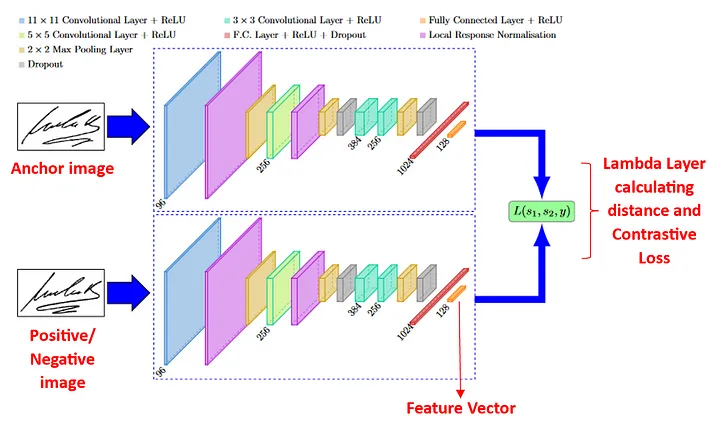 11 × 11 Convolutional Layer + ReLU
5 × 5 Convolutional Layer + ReLU
2 × 2 Max Pooling Layer
Dropout
3 × 3 Convolutional Layer + ReLU
F.C. Layer + ReLU + Dropout
Fully Connected Layer + ReLU
Local Response Normalisation
Anchor image
96
256
384
256
1024
128
L(s₁, s₂, y)
Lambda Layer
calculating
distance and
Contrastive
Loss
Positive/
Negative
image
96
256
384
256
1024
128
Feature Vector